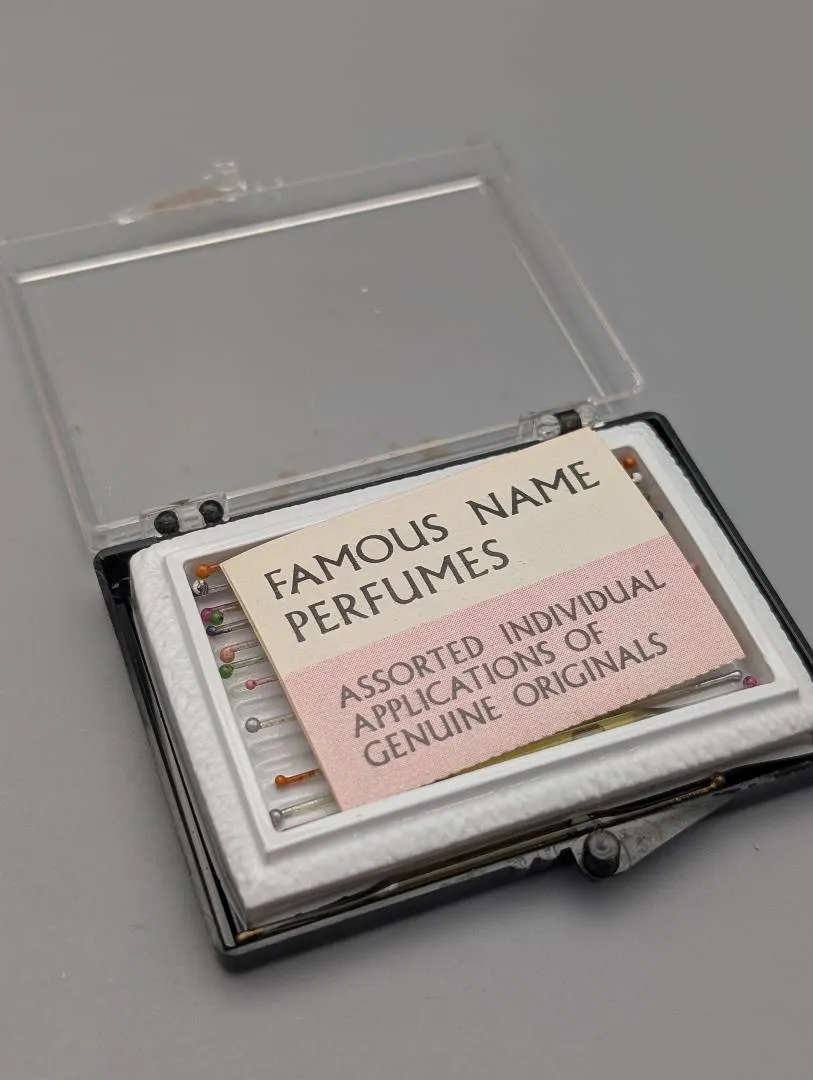 FAMOUS NAME
PERFUMES
ASSORTED INDIVIDUAL
APPLICATIONS OF
GENUINE ORIGINALS